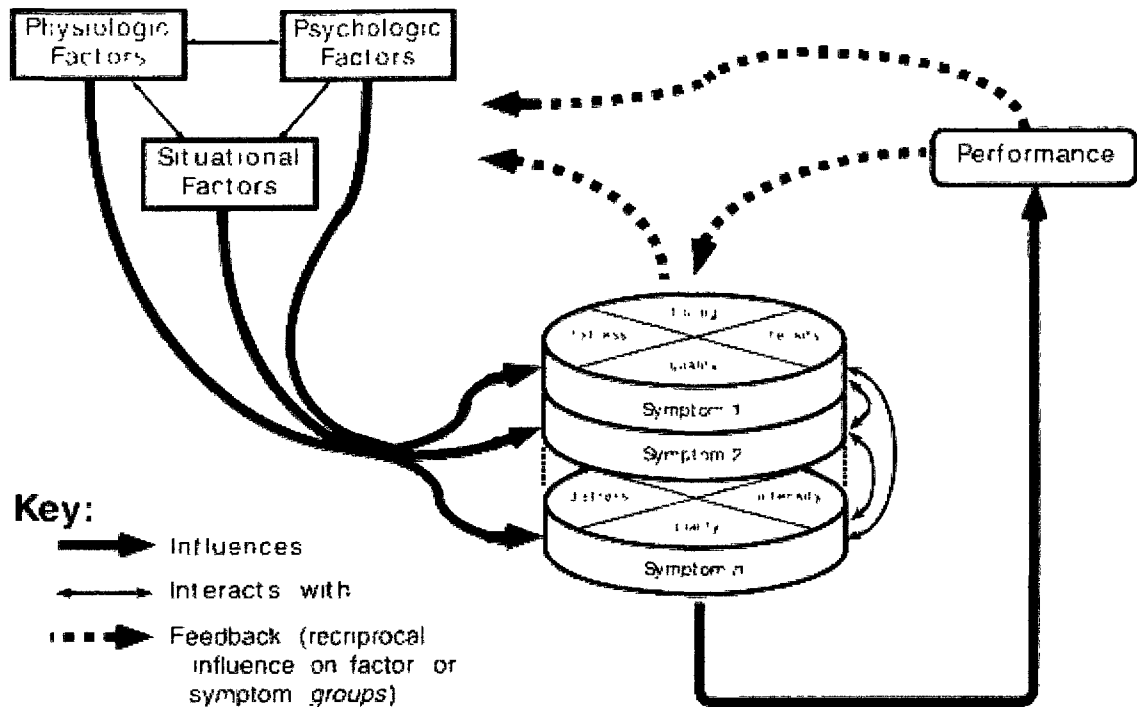 Physiologic
Factors
Psychologic
Factors
Situational
Factors
Performance
timing
distress
intensity
quality
Symptom 1
Symptom 2
distress
intensity
Symptom n
Key:
Influences
Interacts with
Feedback (reciprocal
influence on factor or
symptom groups)